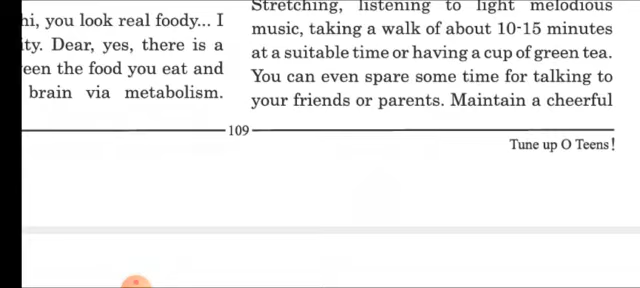 hi, you look real foody... I
ity. Dear, yes, there is a
een the food you eat and
brain via metabolism.
Stretching, listening to light melodious
music, taking a walk of about 10-15 minutes
at a suitable time or having a cup of green tea.
You can even spare some time for talking to
your friends or parents. Maintain a cheerful
109
Tune up O Teens!